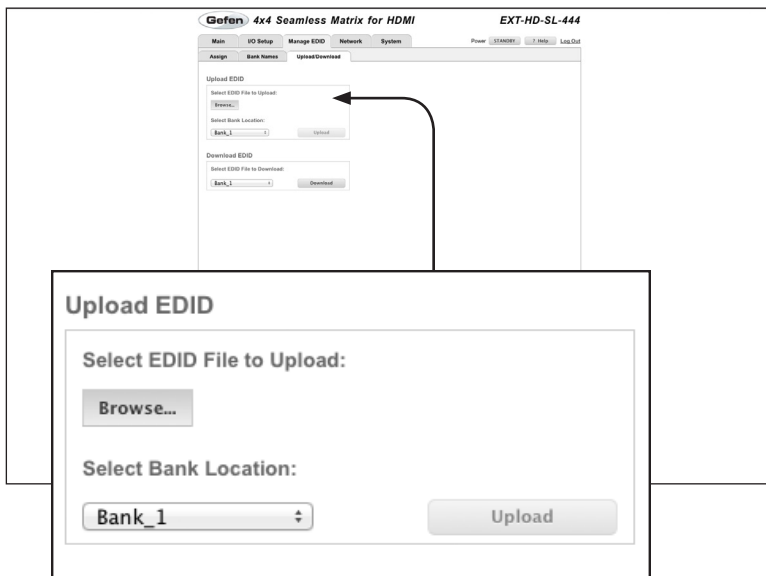 Gefen 4x4 Seamless Matrix for HDMI EXT-HD-SL-444
Main I/O Setup Manage EDID Network System Power STANDBY ? Help Log Out
Assign Bank Names Upload/Download
Upload EDID
Select EDID File to Upload:
Browse...
Select Bank Location:
Bank_1 Upload
Download EDID
Select EDID File to Download:
Bank_1 Download
Upload EDID
Select EDID File to Upload:
Browse...
Select Bank Location:
Bank_1 Upload